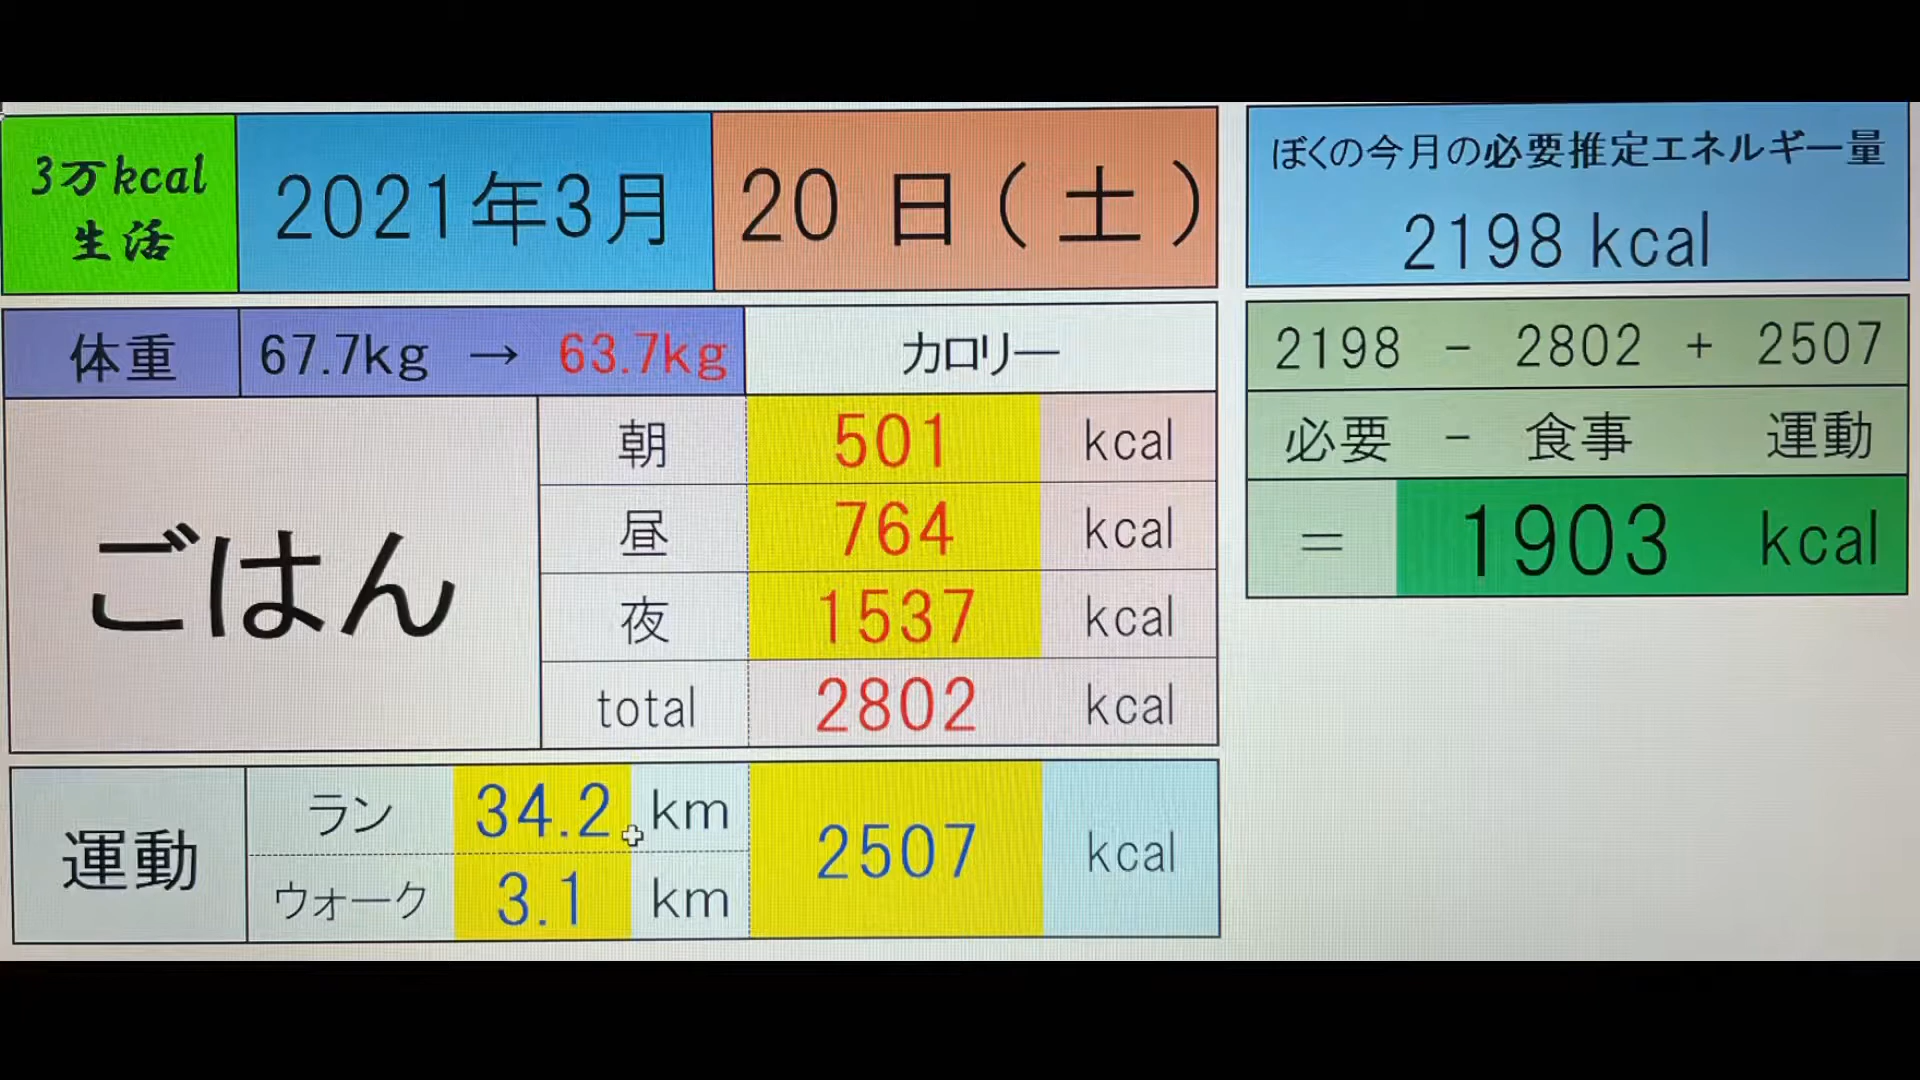 3万kcal
生活
2021年3月
20 日 ( 土 )
体重 67.7kg → 63.7kg カロリー
ごはん
朝 501 kcal
昼 764 kcal
夜 1537 kcal
total 2802 kcal
運動
ラン 34.2 km
ウォーク 3.1 km
2507 kcal
ぼくの今月の必要推定エネルギー量
2198 kcal
2198 - 2802 + 2507
必要 - 食事 運動
= 1903 kcal